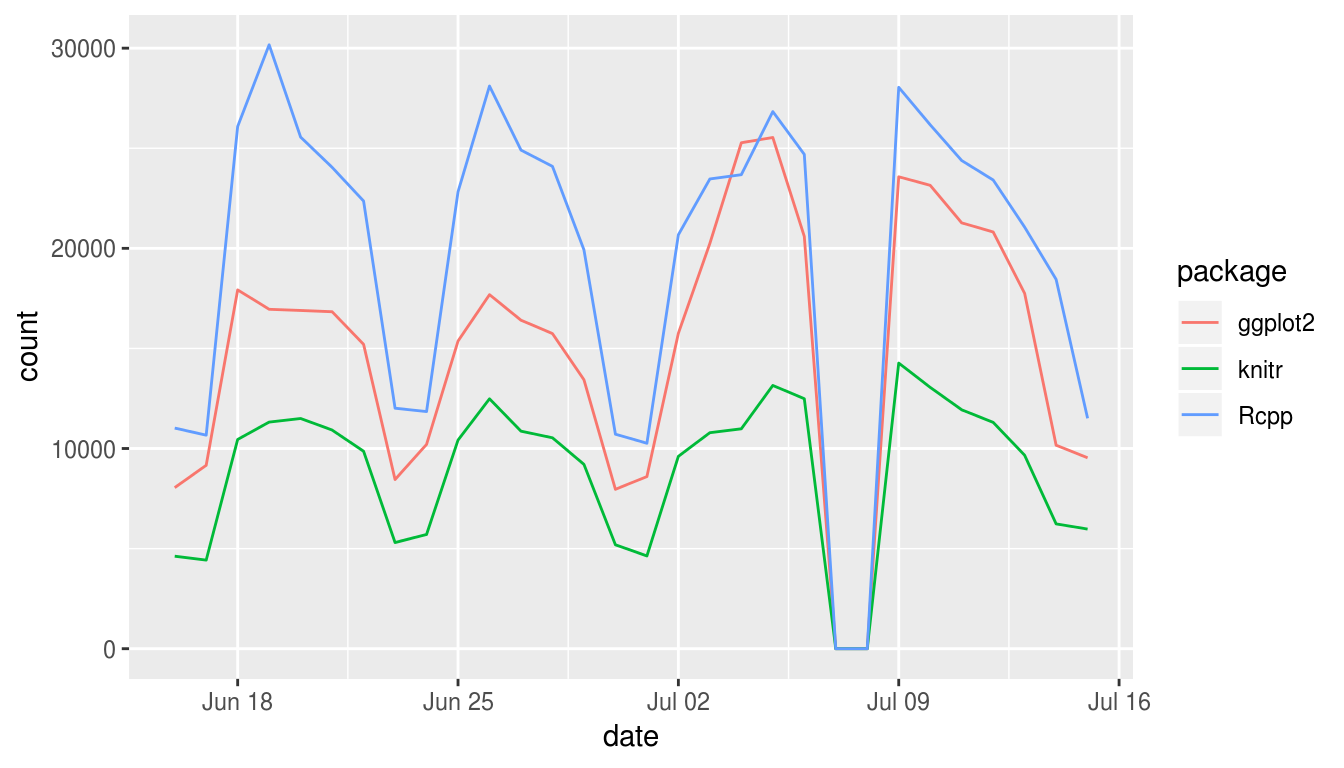 30000
20000
10000
0
count
Jun 18
Jun 25
Jul 02
Jul 09
Jul 16
date
package
ggplot2
knitr
Rcpp